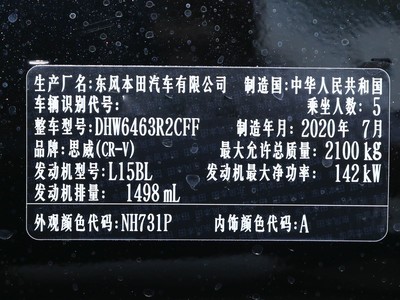 生产厂名:东风本田汽车有限公司 制造国:中华人民共和国
车辆识别代号: 乘坐人数: 5
整车型号:DHW6463R2CFF 制造年月: 2020年 7月
品牌:思威(CR-V) 最大允许总质量: 2100 kg
发动机型号:L15BL 发动机最大净功率: 142 kW
发动机排量: 1498 mL
外观颜色代码:NH731P 内饰颜色代码:A